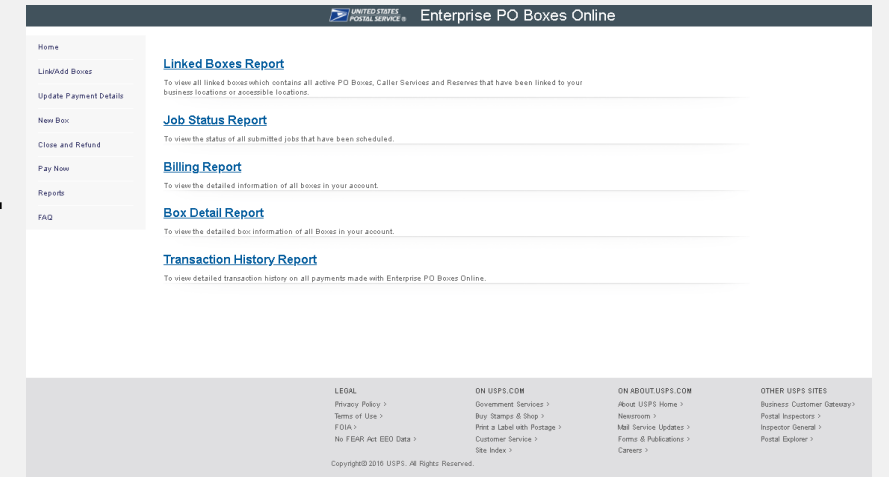 UNITED STATES
POSTAL SERVICE ®
Enterprise PO Boxes Online
Home
Link/Add Boxes
Update Payment Details
New Box
Close and Refund
Pay Now
Reports
FAQ
Linked Boxes Report
To view all linked boxes which contains all active PO Boxes, Caller Services and Reserves that have been linked to your
business locations or accessible locations.
Job Status Report
To view the status of all submitted jobs that have been scheduled.
Billing Report
To view the detailed information of all boxes in your account.
Box Detail Report
To view the detailed box information of all Boxes in your account.
Transaction History Report
To view detailed transaction history on all payments made with Enterprise PO Boxes Online.
LEGAL
Privacy Policy >
Terms of Use >
FOIA >
No FEAR Act EEO Data >
ON USPS.COM
Government Services >
Buy Stamps & Shop >
Print a Label with Postage >
Customer Service >
Site Index >
ON ABOUT.USPS.COM
About USPS Home >
Newsroom >
Mail Service Updates >
Forms & Publications >
Careers >
OTHER USPS SITES
Business Customer Gateway >
Postal Inspectors >
Inspector General >
Postal Explorer >
Copyright© 2016 USPS. All Rights Reserved.